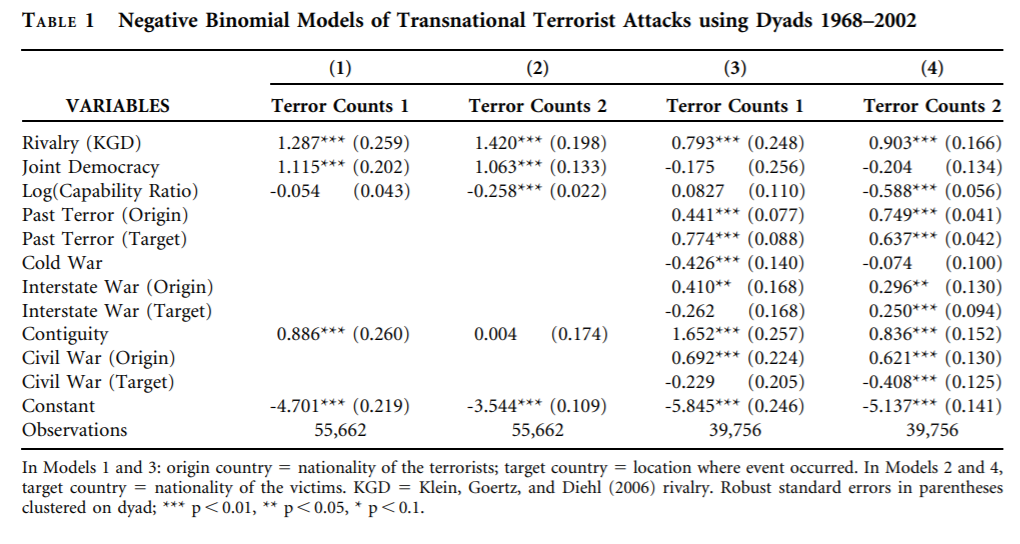 TABLE 1 Negative Binomial Models of Transnational Terrorist Attacks using Dyads 1968–2002
(1) (2) (3) (4)
VARIABLES Terror Counts 1 Terror Counts 2 Terror Counts 1 Terror Counts 2
Rivalry (KGD) 1.287*** (0.259) 1.420*** (0.198) 0.793*** (0.248) 0.903*** (0.166)
Joint Democracy 1.115*** (0.202) 1.063*** (0.133) -0.175 (0.256) -0.204 (0.134)
Log(Capability Ratio) -0.054 (0.043) -0.258*** (0.022) 0.0827 (0.110) -0.588*** (0.056)
Past Terror (Origin) 0.441*** (0.077) 0.749*** (0.041)
Past Terror (Target) 0.774*** (0.088) 0.637*** (0.042)
Cold War -0.426*** (0.140) -0.074 (0.100)
Interstate War (Origin) 0.410** (0.168) 0.296** (0.130)
Interstate War (Target) -0.262 (0.168) 0.250*** (0.094)
Contiguity 0.886*** (0.260) 0.004 (0.174) 1.652*** (0.257) 0.836*** (0.152)
Civil War (Origin) 0.692*** (0.224) 0.621*** (0.130)
Civil War (Target) -0.229 (0.205) -0.408*** (0.125)
Constant -4.701*** (0.219) -3.544*** (0.109) -5.845*** (0.246) -5.137*** (0.141)
Observations 55,662 55,662 39,756 39,756
In Models 1 and 3: origin country = nationality of the terrorists; target country = location where event occurred. In Models 2 and 4,
target country = nationality of the victims. KGD = Klein, Goertz, and Diehl (2006) rivalry. Robust standard errors in parentheses
clustered on dyad; *** p<0.01, ** p<0.05, * p<0.1.